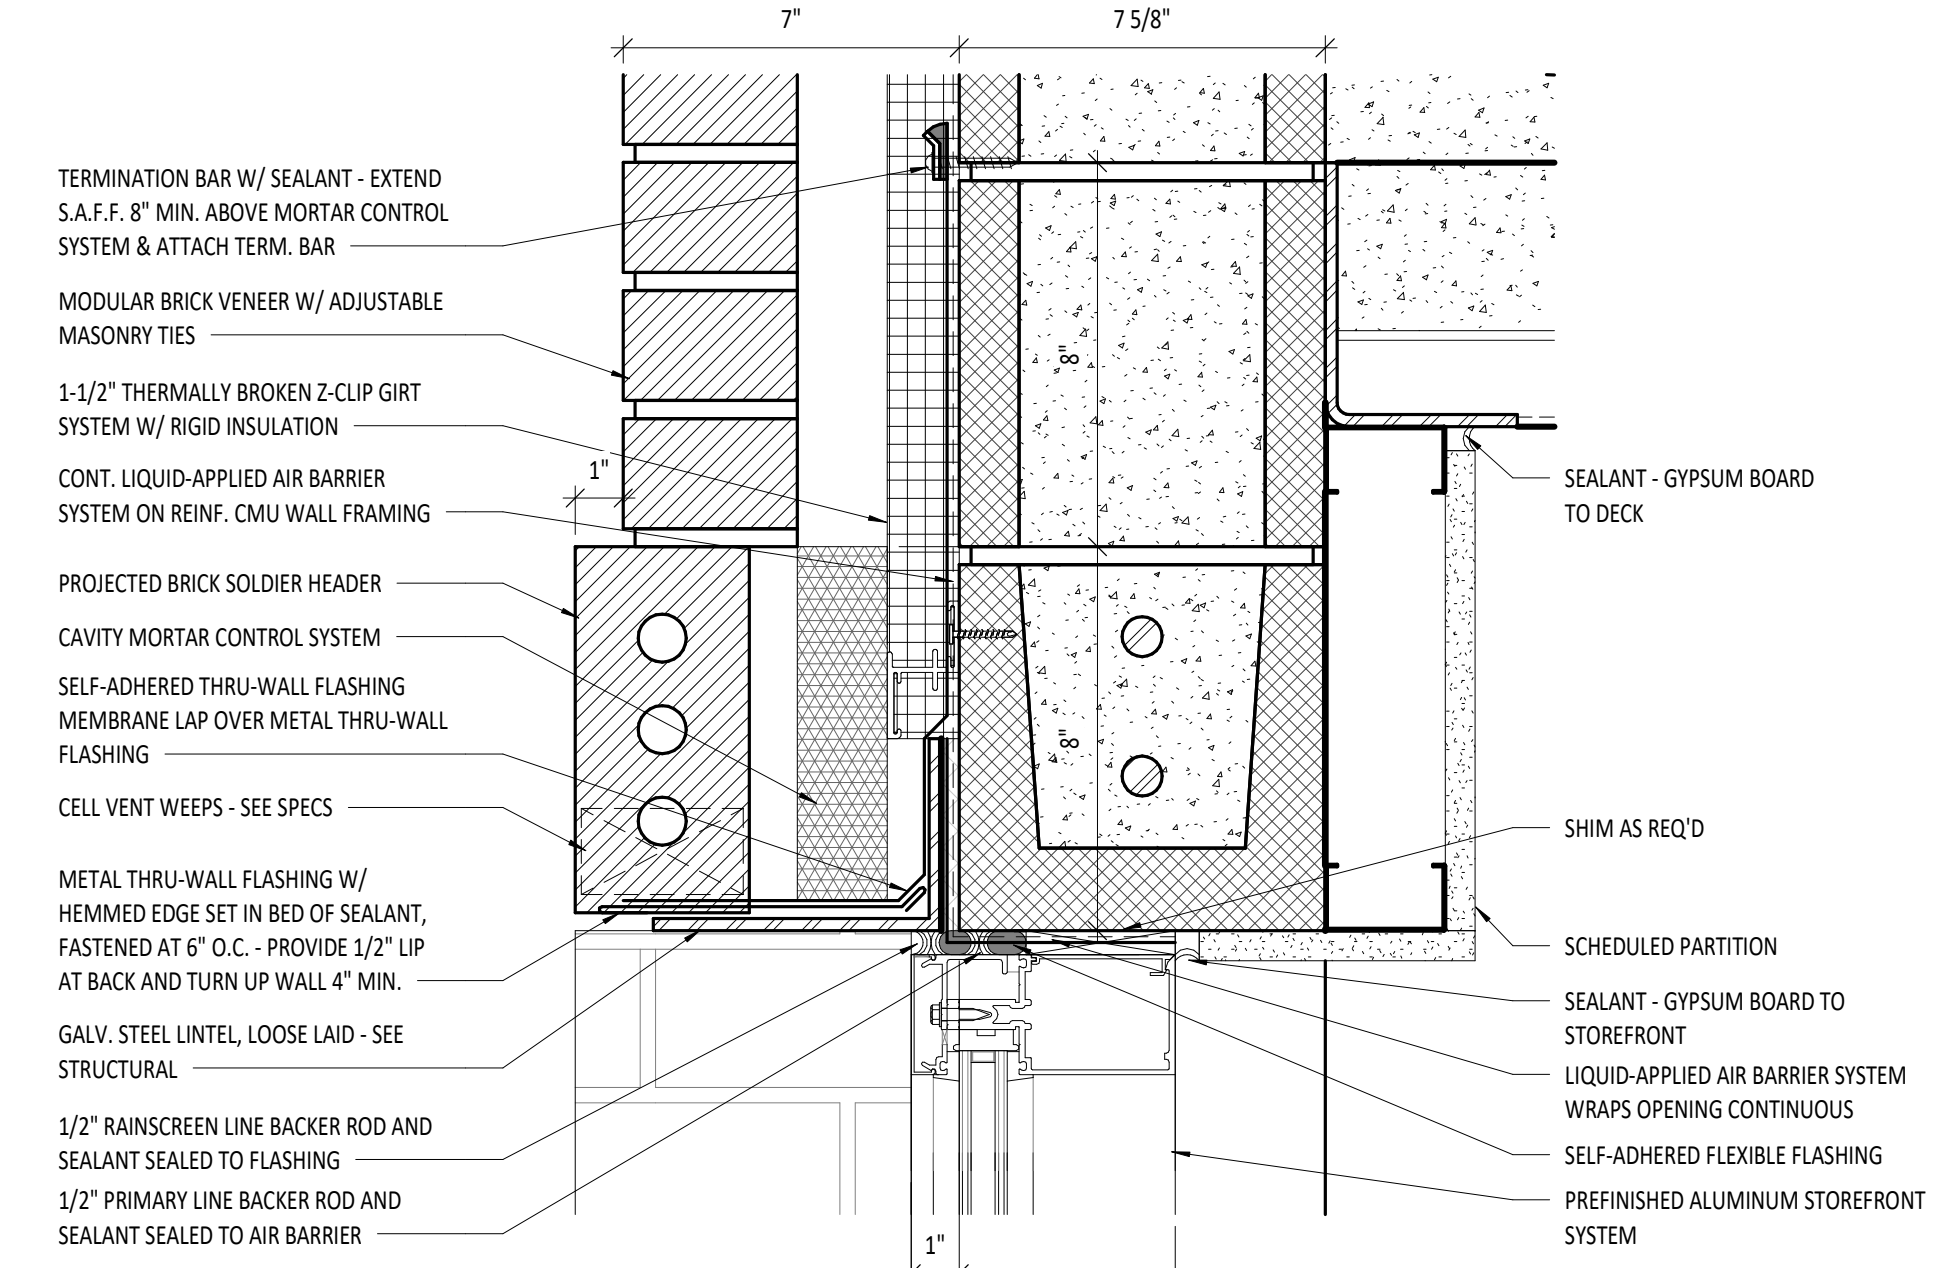 7"
7 5/8"
TERMINATION BAR W/ SEALANT - EXTEND
S.A.F.F. 8" MIN. ABOVE MORTAR CONTROL
SYSTEM & ATTACH TERM. BAR
MODULAR BRICK VENEER W/ ADJUSTABLE
MASONRY TIES
1-1/2" THERMALLY BROKEN Z-CLIP GIRT
SYSTEM W/ RIGID INSULATION
CONT. LIQUID-APPLIED AIR BARRIER
SYSTEM ON REINF. CMU WALL FRAMING
PROJECTED BRICK SOLDIER HEADER
CAVITY MORTAR CONTROL SYSTEM
SELF-ADHERED THRU-WALL FLASHING
MEMBRANE LAP OVER METAL THRU-WALL
FLASHING
CELL VENT WEEPS - SEE SPECS
METAL THRU-WALL FLASHING W/
HEMMED EDGE SET IN BED OF SEALANT,
FASTENED AT 6" O.C. - PROVIDE 1/2" LIP
AT BACK AND TURN UP WALL 4" MIN.
GALV. STEEL LINTEL, LOOSE LAID - SEE
STRUCTURAL
1/2" RAINSCREEN LINE BACKER ROD AND
SEALANT SEALED TO FLASHING
1/2" PRIMARY LINE BACKER ROD AND
SEALANT SEALED TO AIR BARRIER
1"
8"
8"
1"
SEALANT - GYPSUM BOARD
TO DECK
SHIM AS REQ'D
SCHEDULED PARTITION
SEALANT - GYPSUM BOARD TO
STOREFRONT
LIQUID-APPLIED AIR BARRIER SYSTEM
WRAPS OPENING CONTINUOUS
SELF-ADHERED FLEXIBLE FLASHING
PREFINISHED ALUMINUM STOREFRONT
SYSTEM